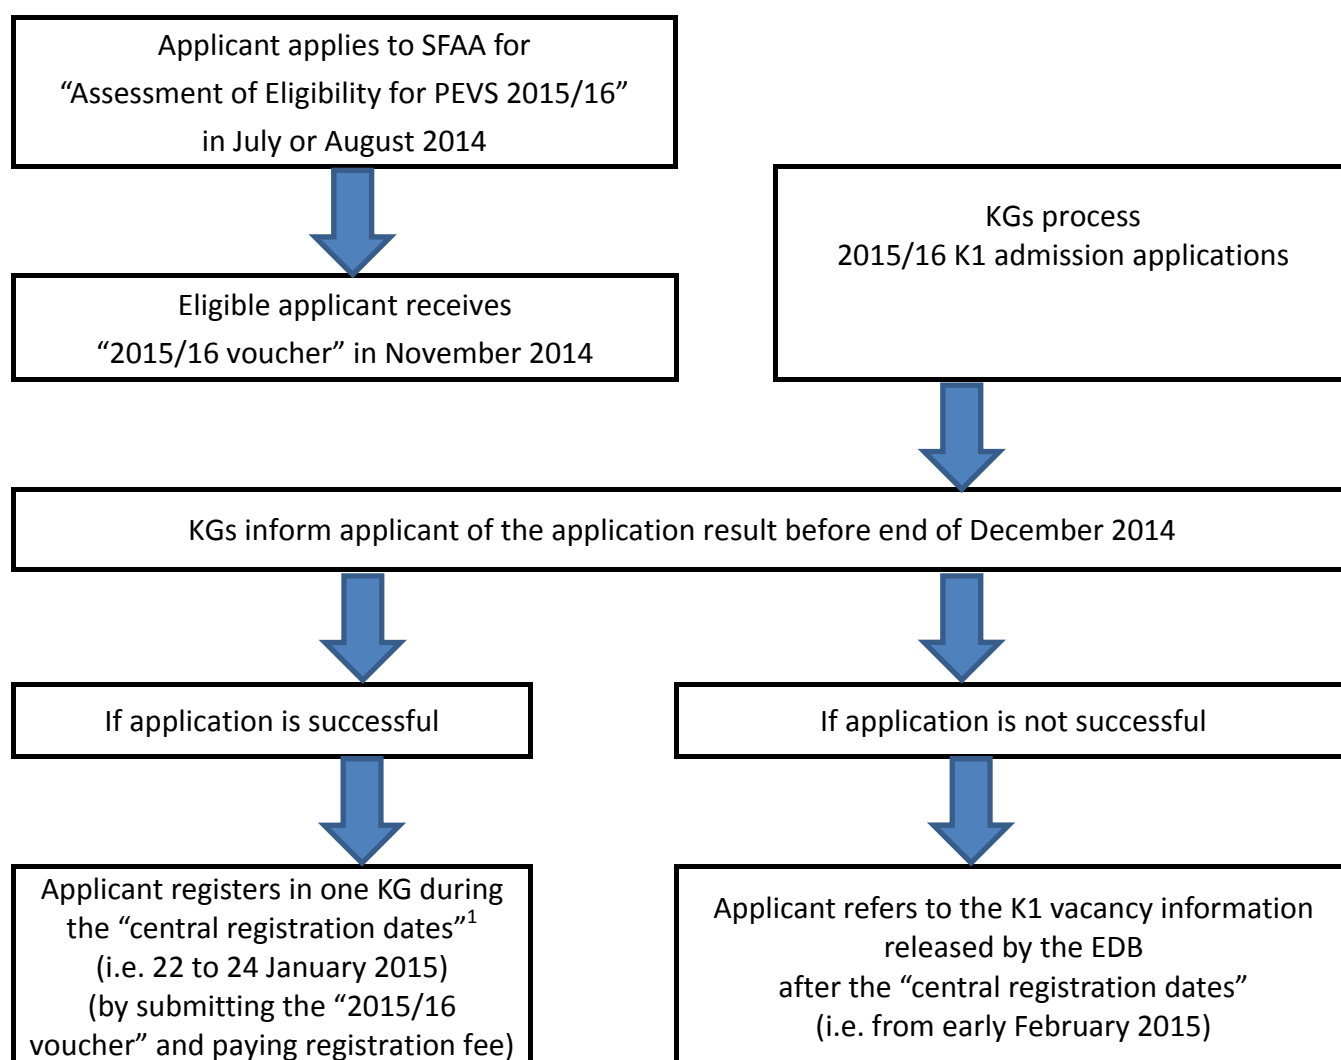 Applicant applies to SFAA for
“Assessment of Eligibility for PEVS 2015/16”
in July or August 2014
KGs process
2015/16 K1 admission applications
Eligible applicant receives
“2015/16 voucher” in November 2014
KGs inform applicant of the application result before end of December 2014
If application is successful
If application is not successful
Applicant registers in one KG during
the “central registration dates”1
(i.e. 22 to 24 January 2015)
(by submitting the “2015/16
voucher” and paying registration fee)
Applicant refers to the K1 vacancy information
released by the EDB
after the “central registration dates”
(i.e. from early February 2015)